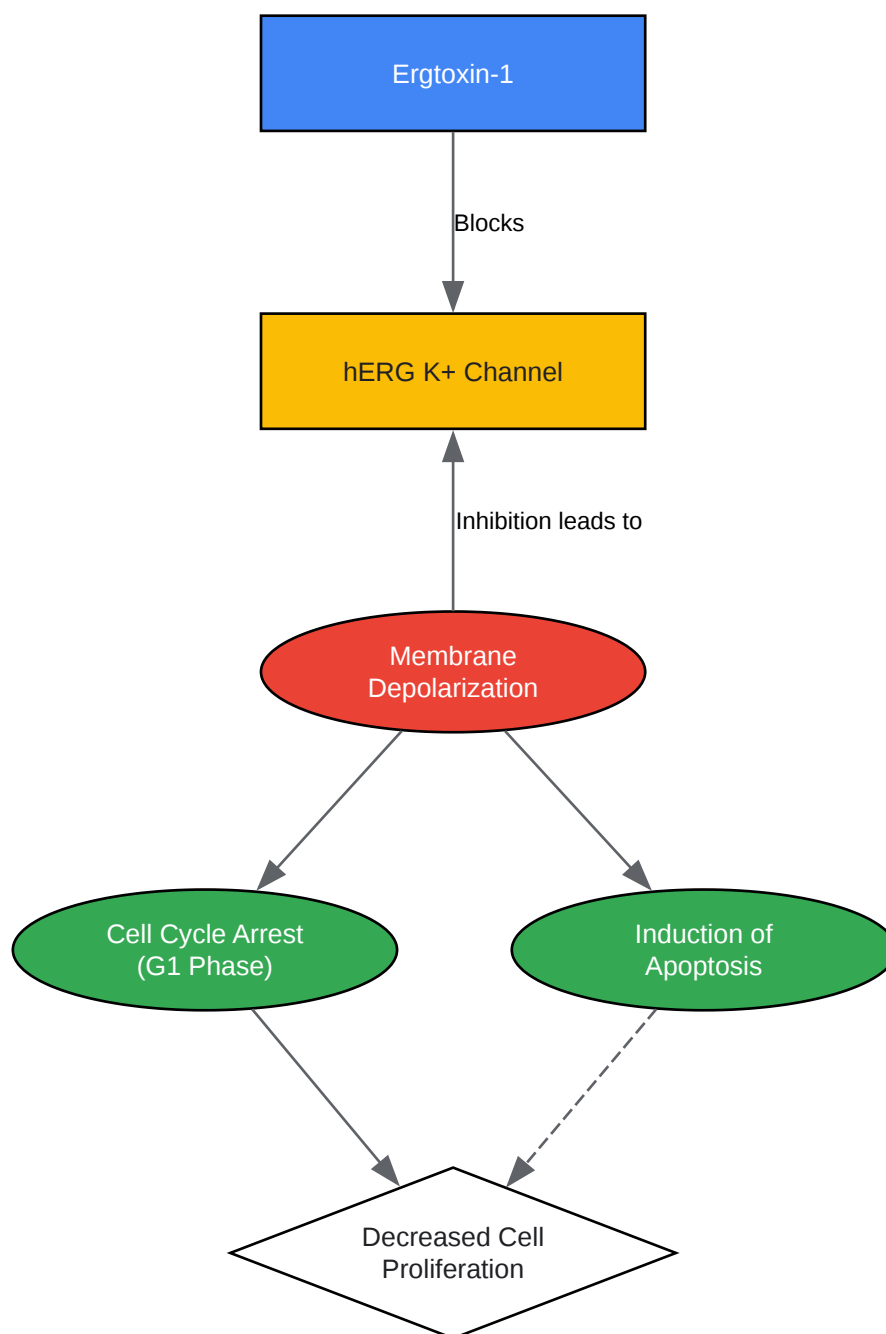 Ergtoxin-1
Blocks
hERG K+ Channel
Inhibition leads to
Membrane
Depolarization
Cell Cycle Arrest
(G1 Phase)
Induction of
Apoptosis
Decreased Cell
Proliferation